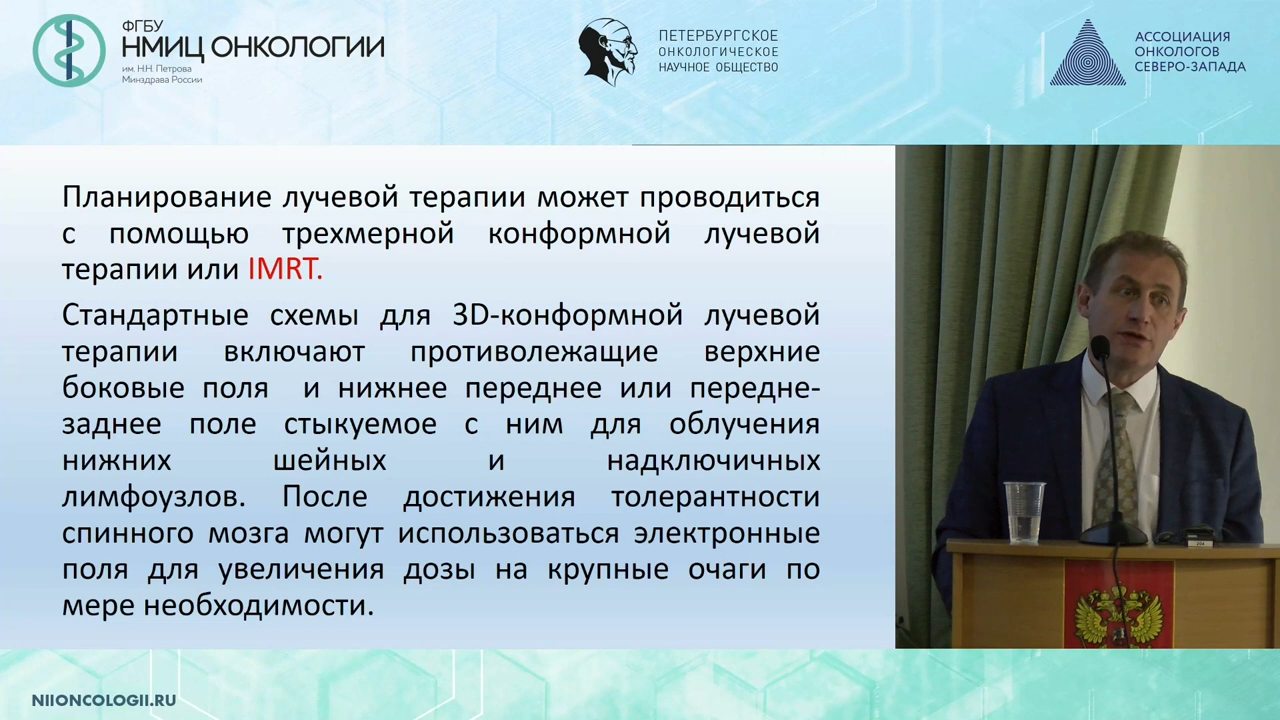 ФГБУ
НМИЦ ОНКОЛОГИИ
им. Н.Н. Петрова
Минздрава России
ПЕТЕРБУРГСКОЕ
ОНКОЛОГИЧЕСКОЕ
НАУЧНОЕ ОБЩЕСТВО
АССОЦИАЦИЯ
ОНКОЛОГОВ
СЕВЕРО-ЗАПАДА
Планирование лучевой терапии может проводиться
с помощью трехмерной конформной лучевой
терапии или IMRT.
Стандартные схемы для 3D-конформной лучевой
терапии включают противолежащие верхние
боковые поля и нижнее переднее или передне-
заднее поле стыкуемое с ним для облучения
нижних шейных и надключичных
лимфоузлов. После достижения толерантности
спинного мозга могут использоваться электронные
поля для увеличения дозы на крупные очаги по
мере необходимости.
NIIONCOLOGII.RU